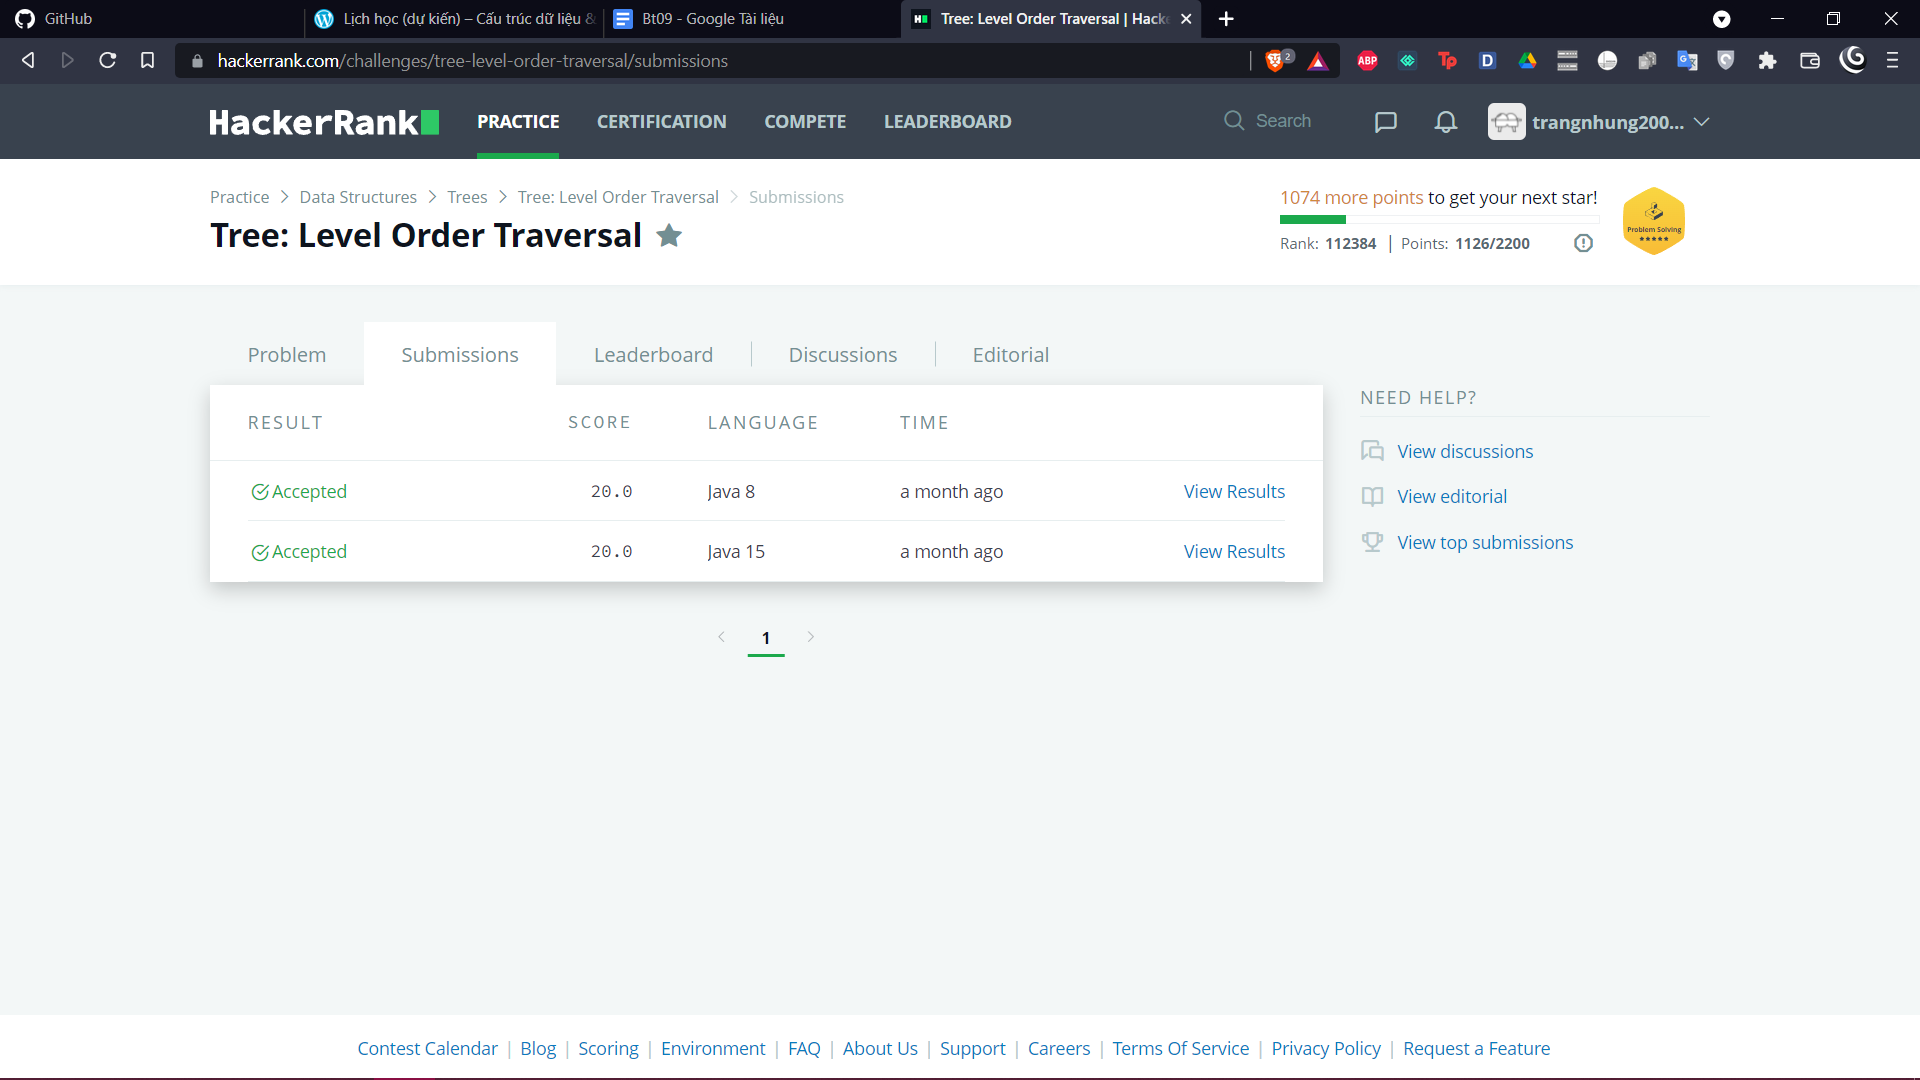 GitHub
Lịch học (dự kiến) – Cấu trúc dữ liệu &
Bt09 - Google Tài liệu
Tree: Level Order Traversal | Hack
hackerrank.com/challenges/tree-level-order-traversal/submissions
2
ABP
Tp
D
HackerRank
PRACTICE
CERTIFICATION
COMPETE
LEADERBOARD
Search
trangnhung200...
Practice > Data Structures > Trees > Tree: Level Order Traversal > Submissions
Tree: Level Order Traversal
1074 more points to get your next star!
Rank: 112384 | Points: 1126/2200
Problem Solving
Problem
Submissions
Leaderboard
Discussions
Editorial
RESULT SCORE LANGUAGE TIME
Accepted 20.0 Java 8 a month ago View Results
Accepted 20.0 Java 15 a month ago View Results
1
NEED HELP?
View discussions
View editorial
View top submissions
Contest Calendar | Blog | Scoring | Environment | FAQ | About Us | Support | Careers | Terms Of Service | Privacy Policy | Request a Feature